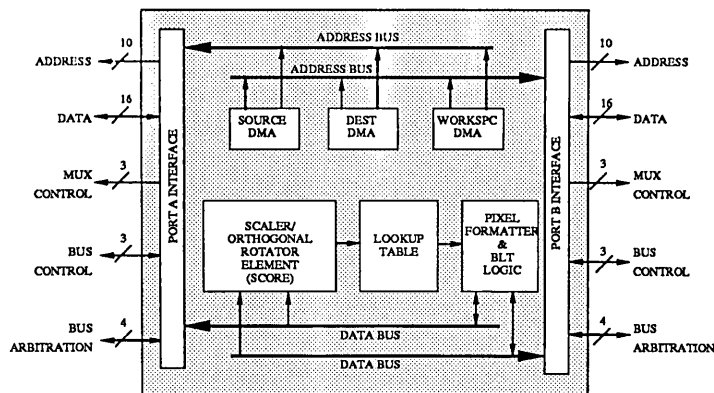 ADDRESS BUS
10
10
ADDRESS
ADDRESS
ADDRESS BUS
16
16
DATA
SOURCE
DMA
DEST
DMA
WORKSPC
DMA
DATA
PORT A INTERFACE
PORT B INTERFACE
3
3
MUX
CONTROL
MUX
CONTROL
SCALER/
ORTHOGONAL
ROTATOR
ELEMENT
(SCORE)
LOOKUP
TABLE
PIXEL
FORMATTER
&
BLT
LOGIC
3
3
BUS
CONTROL
BUS
CONTROL
4
4
BUS
ARBITRATION
DATA BUS
BUS
ARBITRATION
DATA BUS